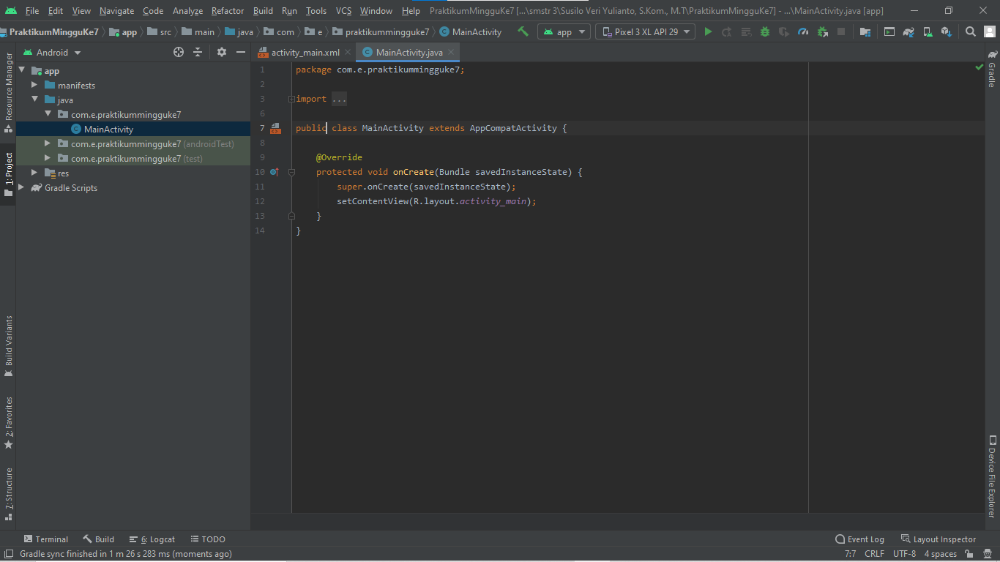 File Edit View Navigate Code Analyze Refactor Build Run Tools VCS Window Help PraktikumMingguKe7 [...\smstr 3\Susilo Veri Yulianto, S.Kom., M.T\PraktikumMingguKe7] - ...\MainActivity.java [app]
PraktikumMingguKe7 app src main java com e praktikummingguke7 MainActivity app Pixel 3 XL API 29
Android
activity_main.xml MainActivity.java
Resource Manager
1: Project
Build Variants
2: Favorites
7: Structure
app
manifests
java
com.e.praktikummingguke7
MainActivity
com.e.praktikummingguke7 (androidTest)
com.e.praktikummingguke7 (test)
res
Gradle Scripts
1 package com.e.praktikummingguke7;
2
3 import ...
6
7 public class MainActivity extends AppCompatActivity {
8
9 @Override
10 protected void onCreate(Bundle savedInstanceState) {
11 super.onCreate(savedInstanceState);
12 setContentView(R.layout.activity_main);
13 }
14 }
Gradle
Device File Explorer
Terminal Build 6: Logcat TODO Event Log Layout Inspector
Gradle sync finished in 1 m 26 s 283 ms (moments ago) 7:7 CRLF UTF-8 4 spaces